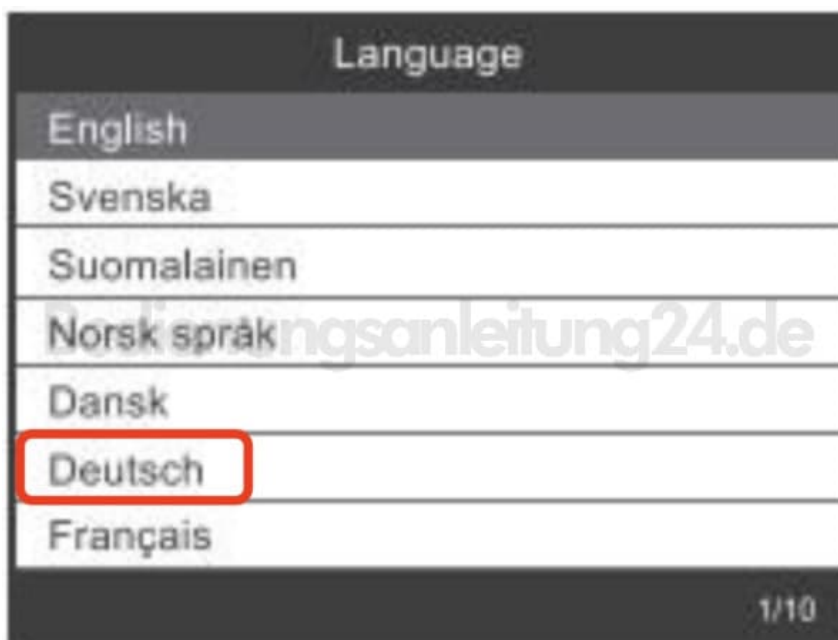 Language
English
Svenska
Suomalainen
Norsk språk
Bedienungsanleitung24.de
Dansk
Deutsch
Français
1/10